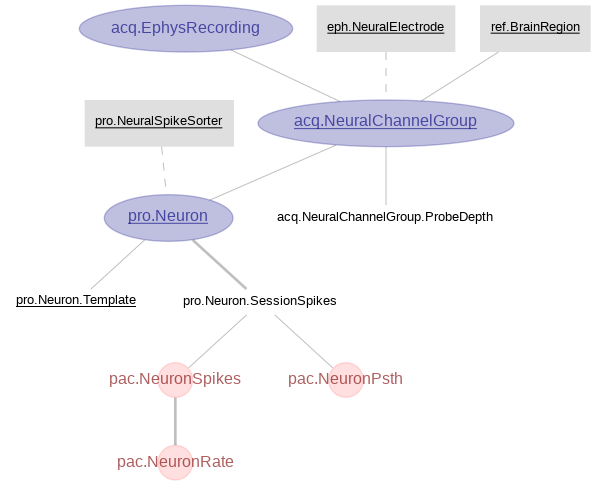 acq.EphysRecording
eph.NeuralElectrode
ref.BrainRegion
pro.NeuralSpikeSorter
acq.NeuralChannelGroup
pro.Neuron
acq.NeuralChannelGroup.ProbeDepth
pro.Neuron.Template
pro.Neuron.SessionSpikes
pac.NeuronSpikes
pac.NeuronPsth
pac.NeuronRate